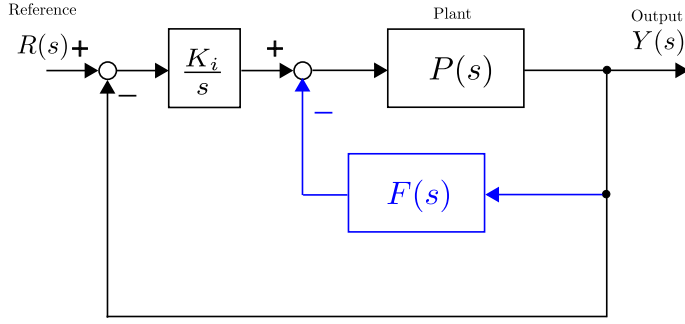 Reference
R(s)
+
−
K_i
s
+
−
Plant
P(s)
F(s)
Output
Y(s)